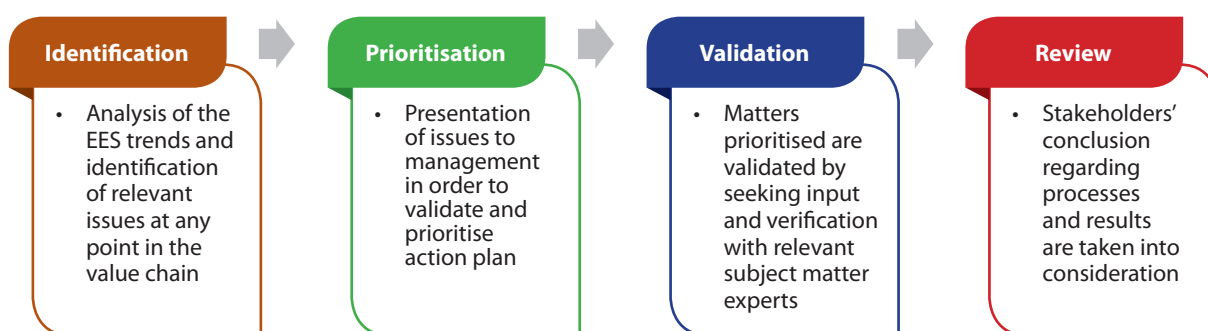 Identification
• Analysis of the
EES trends and
identification
of relevant
issues at any
point in the
value chain
Prioritisation
• Presentation
of issues to
management
in order to
validate and
prioritise
action plan
Validation
• Matters
prioritised are
validated by
seeking input
and verification
with relevant
subject matter
experts
Review
• Stakeholders’
conclusion
regarding
processes
and results
are taken into
consideration